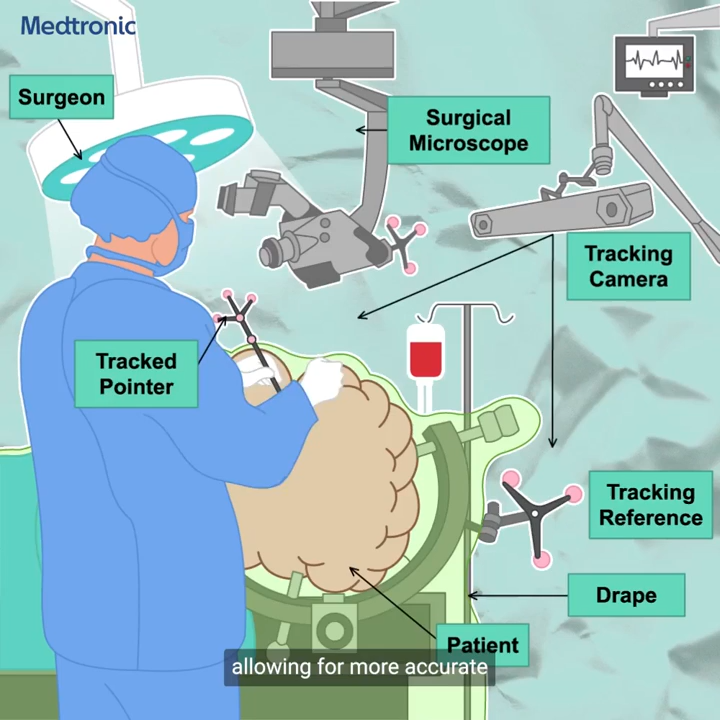 Medtronic
Surgeon
Surgical
Microscope
Tracking
Camera
Tracked
Pointer
Tracking
Reference
Drape
Patient
allowing for more accurate